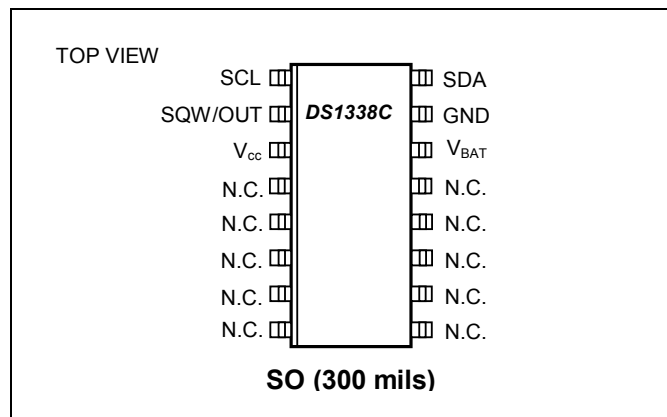 TOP VIEW
SCL SDA
SQW/OUT DS1338C GND
Vcc VBAT
N.C. N.C.
N.C. N.C.
N.C. N.C.
N.C. N.C.
N.C. N.C.
SO (300 mils)